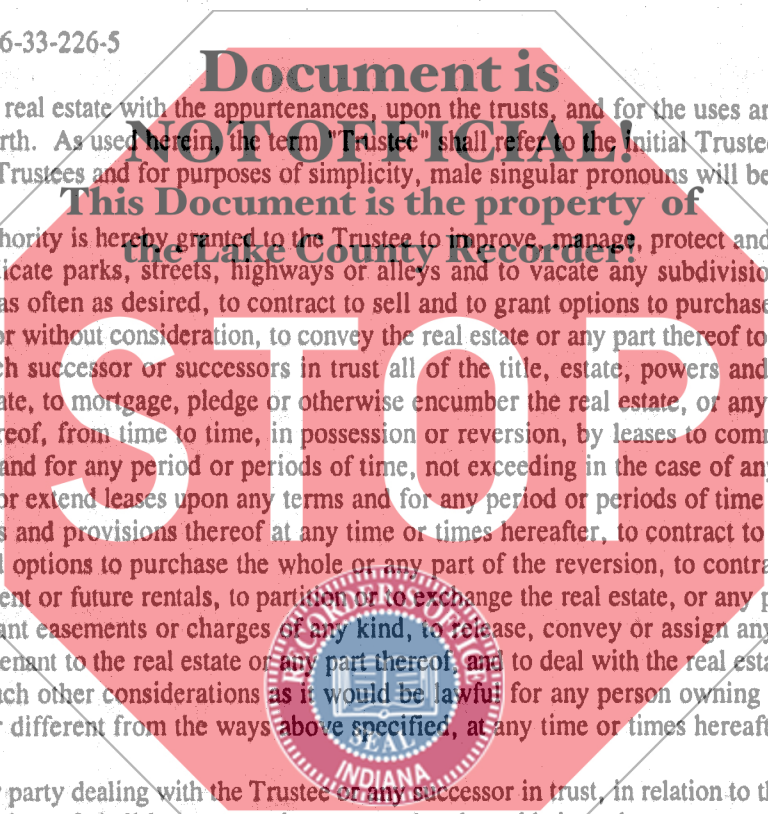 6-33-226-5
Document is
real estate with the appurtenances, upon the trusts, and for the uses ar
NOT OFFICIAL!
rth. As used herein, the term "Trustee" shall refer to the initial Trustee
Trustees and for purposes of simplicity, male singular pronouns will be
This Document is the property of
hority is hereby granted to the Trustee to improve, manage, protect and
the Lake County Recorder!
icate parks, streets, highways or alleys and to vacate any subdivisio
as often as desired, to contract to sell and to grant options to purchase
or without consideration, to convey the real estate or any part thereof to
ch successor or successors in trust all of the title, estate, powers and
ate, to mortgage, pledge or otherwise encumber the real estate, or any
reof, from time to time, in possession or reversion, by leases to comm
and for any period or periods of time, not exceeding in the case of any
or extend leases upon any terms and for any period or periods of time
s and provisions thereof at any time or times hereafter, to contract to
STOP
options to purchase the whole or any part of the reversion, to contra
ent or future rentals, to partition or to exchange the real estate, or any p
ant easements or charges of any kind, to release, convey or assign any
enant to the real estate or any part thereof, and to deal with the real esta
uch other considerations as it would be lawful for any person owning
r different from the ways above specified, at any time or times hereaft
RECORDER'S OFFICE
SEAL
INDIANA
party dealing with the Trustee or any successor in trust, in relation to th